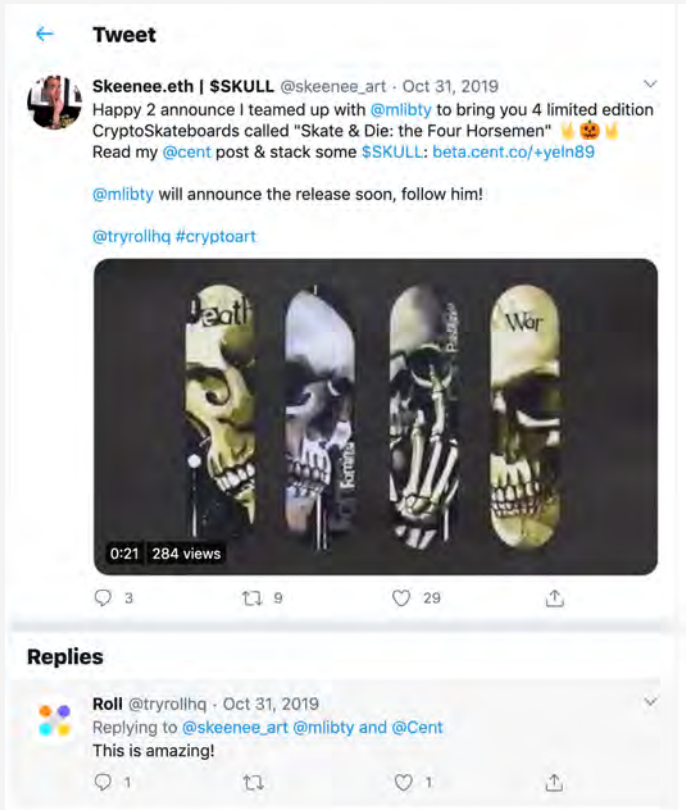 Tweet
Skeenee.eth | $SKULL @skeenee_art · Oct 31, 2019
Happy 2 announce I teamed up with @mlibty to bring you 4 limited edition
CryptoSkateboards called "Skate & Die: the Four Horsemen" 🤘🎃🤘
Read my @cent post & stack some $SKULL: beta.cent.co/+yeln89
@mlibty will announce the release soon, follow him!
@tryrollhq #cryptoart
Death
War
Famine
0:21 284 views
3 9 29
Replies
Roll @tryrollhq · Oct 31, 2019
Replying to @skeenee_art @mlibty and @Cent
This is amazing!
1 1